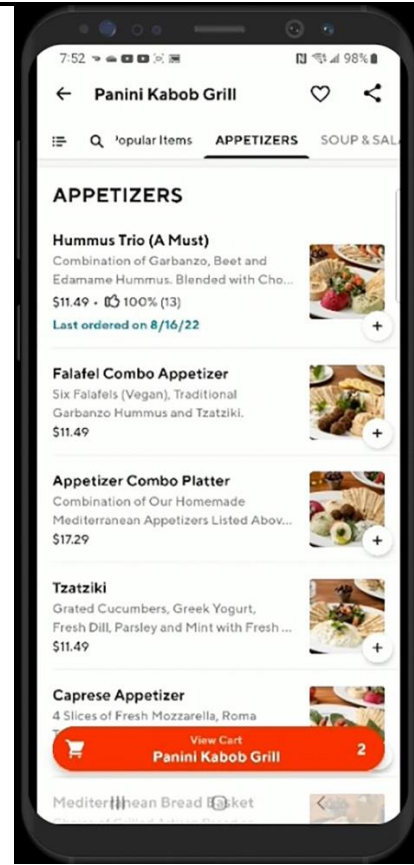 7:52
98%
Panini Kabob Grill
Popular Items APPETIZERS SOUP & SAL
APPETIZERS
Hummus Trio (A Must)
Combination of Garbanzo, Beet and
Edamame Hummus. Blended with Cho...
$11.49 • 100% (13)
Last ordered on 8/16/22
Falafel Combo Appetizer
Six Falafels (Vegan), Traditional
Garbanzo Hummus and Tzatziki.
$11.49
Appetizer Combo Platter
Combination of Our Homemade
Mediterranean Appetizers Listed Abov...
$17.29
Tzatziki
Grated Cucumbers, Greek Yogurt,
Fresh Dill, Parsley and Mint with Fresh ...
$11.49
Caprese Appetizer
4 Slices of Fresh Mozzarella, Roma
View Cart
Panini Kabob Grill 2
Mediterranean Bread Basket